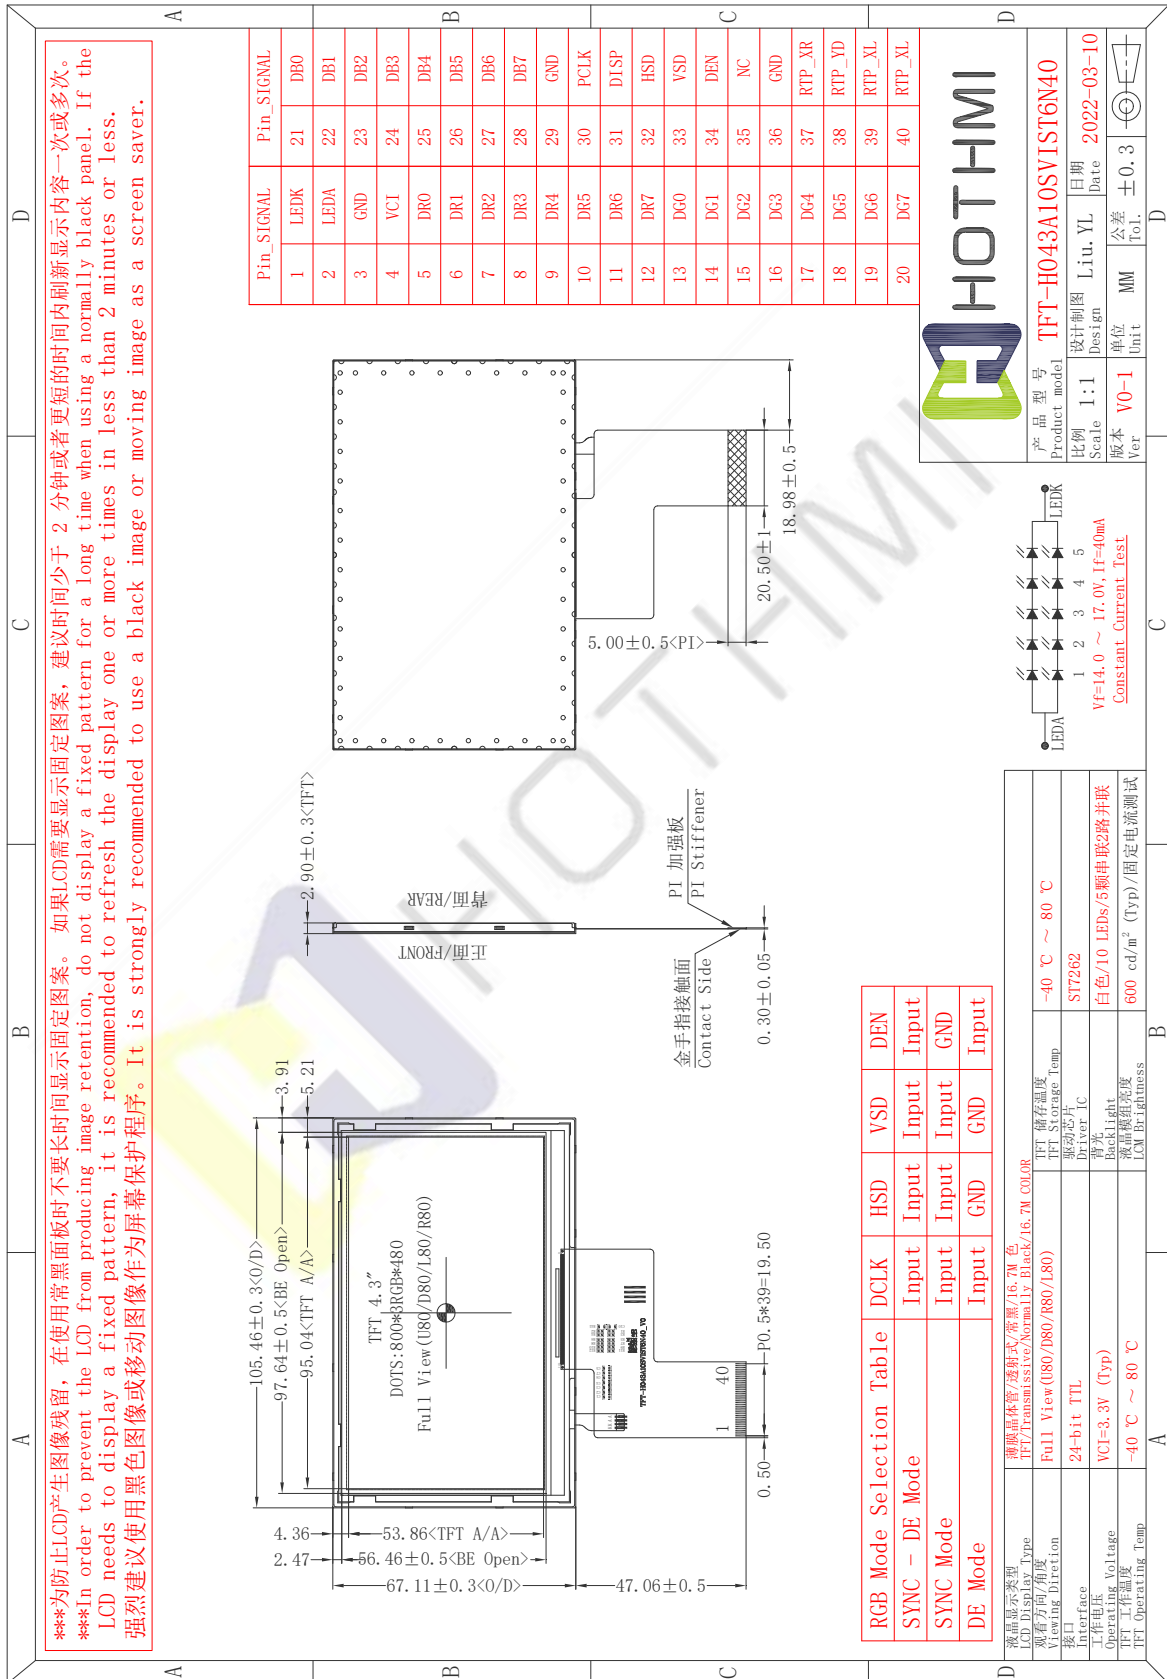 ***为防止LCD产生图像残留，在使用常黑面板时不要长时间显示固定图案。 如果LCD需要显示固定图案，建议时间少于 2 分钟或者更短的时间内刷新显示内容一次或多次。
***In order to prevent the LCD from producing image retention, do not display a fixed pattern for a long time when using a normally black panel. If the
LCD needs to display a fixed pattern, it is recommended to refresh the display one or more times in less than 2 minutes or less.
强烈建议使用黑色图像或移动图像作为屏幕保护程序。It is strongly recommended to use a black image or moving image as a screen saver.
A
B
C
D
105.46±0.3<O/D>
97.64±0.5<BE Open>
95.04<TFT A/A>
3.91
5.21
4.36
2.47
53.86<TFT A/A>
56.46±0.5<BE Open>
67.11±0.3<O/D>
47.06±0.5
TFT 4.3″
DOTS:800*3RGB*480
Full View(U80/D80/L80/R80)
1
40
0.50
P0.5*39=19.50
2.90±0.3<TFT>
正面/FRONT
背面/REAR
金手指接触面
Contact Side
PI 加强板
PI Stiffener
0.30±0.05
5.00±0.5<PI>
20.50±1
18.98±0.5
Pin_SIGNAL Pin_SIGNAL
1 LEDK 21 DB0
2 LEDA 22 DB1
3 GND 23 DB2
4 VCI 24 DB3
5 DR0 25 DB4
6 DR1 26 DB5
7 DR2 27 DB6
8 DR3 28 DB7
9 DR4 29 GND
10 DR5 30 PCLK
11 DR6 31 DISP
12 DR7 32 HSD
13 DG0 33 VSD
14 DG1 34 DEN
15 DG2 35 NC
16 DG3 36 GND
17 DG4 37 RTP_XR
18 DG5 38 RTP_YD
19 DG6 39 RTP_XL
20 DG7 40 RTP_XL
RGB Mode Selection Table DCLK HSD VSD DEN
SYNC - DE Mode Input Input Input Input
SYNC Mode Input Input Input GND
DE Mode Input GND GND Input
液晶显示类型
LCD Display Type
薄膜晶体管/透射式/常黑/16.7M 色
TFT/Transmissive/Normally Black/16.7M COLOR
观看方向/角度
Viewing Diretion
Full View(U80/D80/R80/L80)
接口
Interface
24-bit TTL
工作电压
Operating Voltage
VCI=3.3V (Typ)
TFT 工作温度
TFT Operating Temp
-40 ℃ ~ 80 ℃
TFT 储存温度
TFT Storage Temp
-40 ℃ ~ 80 ℃
驱动芯片
Driver IC
ST7262
背光
Backlight
白色/10 LEDs/5颗串联2路并联
液晶模组亮度
LCM Brightness
600 cd/m² (Typ)/固定电流测试
LEDA
LEDK
1 2 3 4 5
Vf=14.0 ~ 17.0V, If=40mA
Constant Current Test
HOTHMI
产品型号
Product model
TFT-H043A10SVIST6N40
比例
Scale
1:1
设计制图
Design
Liu. YL
日期
Date
2022-03-10
版本
Ver
V0-1
单位
Unit
MM
公差
Tol.
±0.3
A
B
C
D
HOTHMI